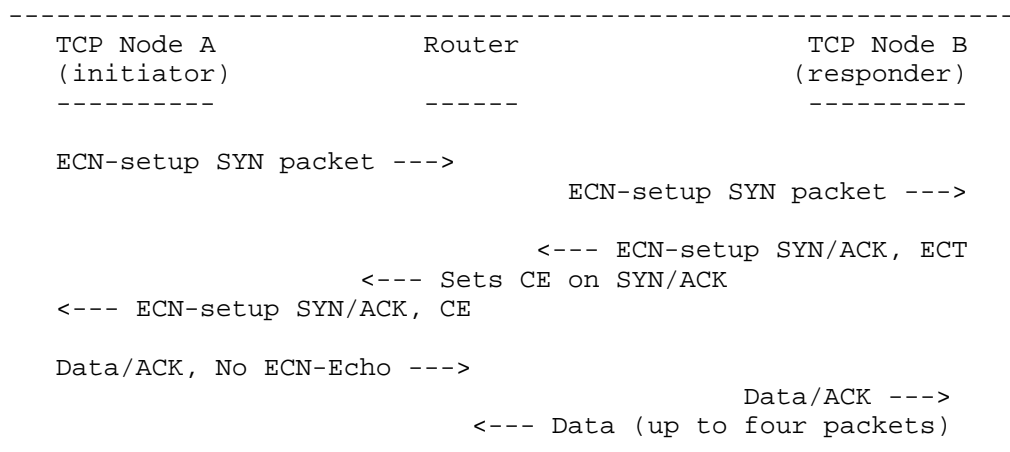 ---------------------------------------------------------------
TCP Node A Router TCP Node B
(initiator) (responder)
---------- ------ ----------
ECN-setup SYN packet --->
ECN-setup SYN packet --->
<--- ECN-setup SYN/ACK, ECT
<--- Sets CE on SYN/ACK
<--- ECN-setup SYN/ACK, CE
Data/ACK, No ECN-Echo --->
Data/ACK --->
<--- Data (up to four packets)